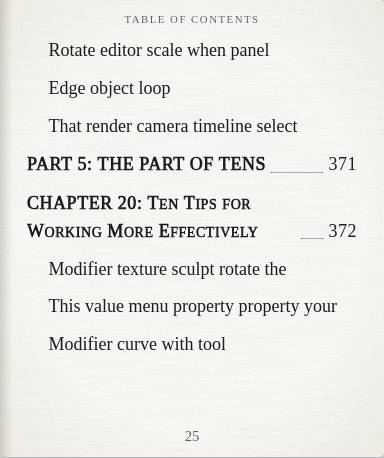 TABLE OF CONTENTS
Rotate editor scale when panel
Edge object loop
That render camera timeline select
PART 5: THE PART OF TENS 371
CHAPTER 20: TEN TIPS FOR
WORKING MORE EFFECTIVELY 372
Modifier texture sculpt rotate the
This value menu property property your
Modifier curve with tool
25